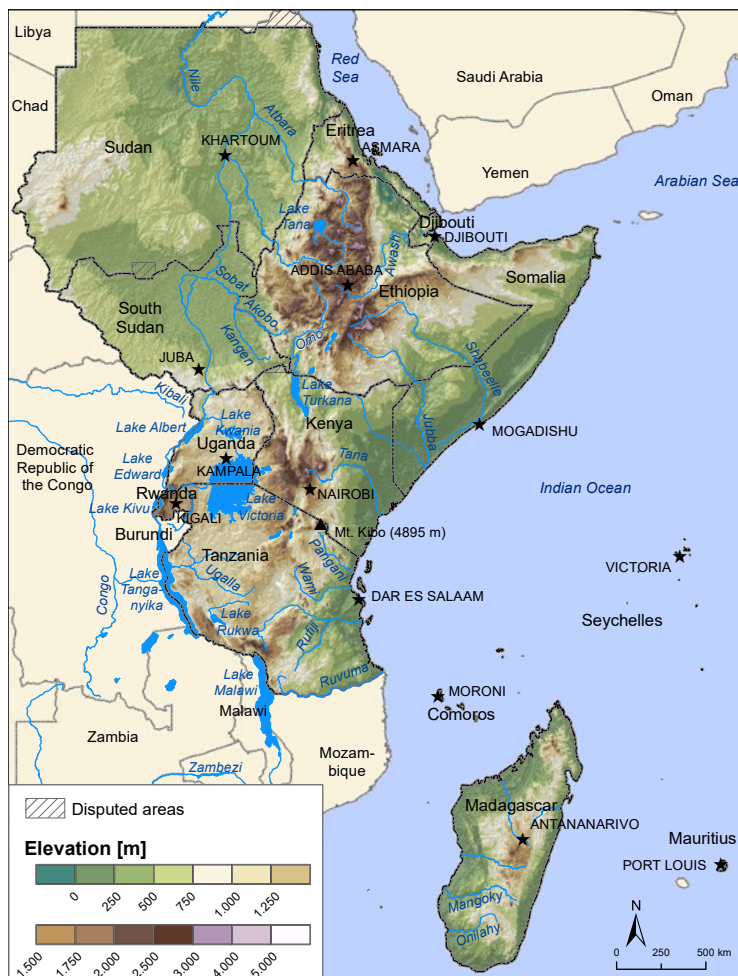 Libya
Red
Sea
Saudi Arabia
Oman
Chad
Nile
Atbara
Eritrea
Sudan
KHARTOUM
ASMARA
Yemen
Arabian Sea
Lake
Tana
Djibouti
DJIBOUTI
Awash
ADDIS ABABA
Ethiopia
Somalia
Sobat
Akobo
South
Sudan
Kangen
Omo
Shabeelle
JUBA
Lake
Turkana
Kibali
Lake
Kwania
Kenya
Jubba
MOGADISHU
Lake Albert
Uganda
Democratic
Republic of
the Congo
Lake
Edward
KAMPALA
Tana
Indian Ocean
Rwanda
Lake
Victoria
NAIROBI
Lake Kivu
KIGALI
Mt. Kibo (4895 m)
Burundi
Tanzania
Pangani
VICTORIA
Lake
Tanga-
nyika
Ugalla
Wami
DAR ES SALAAM
Congo
Seychelles
Lake
Rukwa
Rufiji
Lake
Malawi
Ruvuma
MORONI
Comoros
Malawi
Zambia
Mozam-
bique
Zambezi
Madagascar
ANTANANARIVO
Mauritius
PORT LOUIS
Mangoky
Onilahy
Disputed areas
Elevation [m]
0 250 500 750 1.000 1.250
1.500 1.750 2.000 2.500 3.000 4.000 5.000
N
0 250 500 km